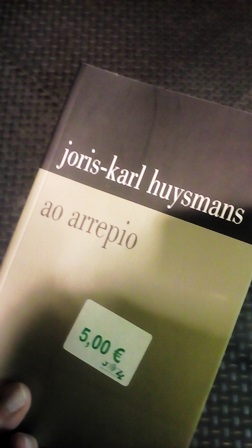 joris-karl huysmans
ao arrepio
5,00 €